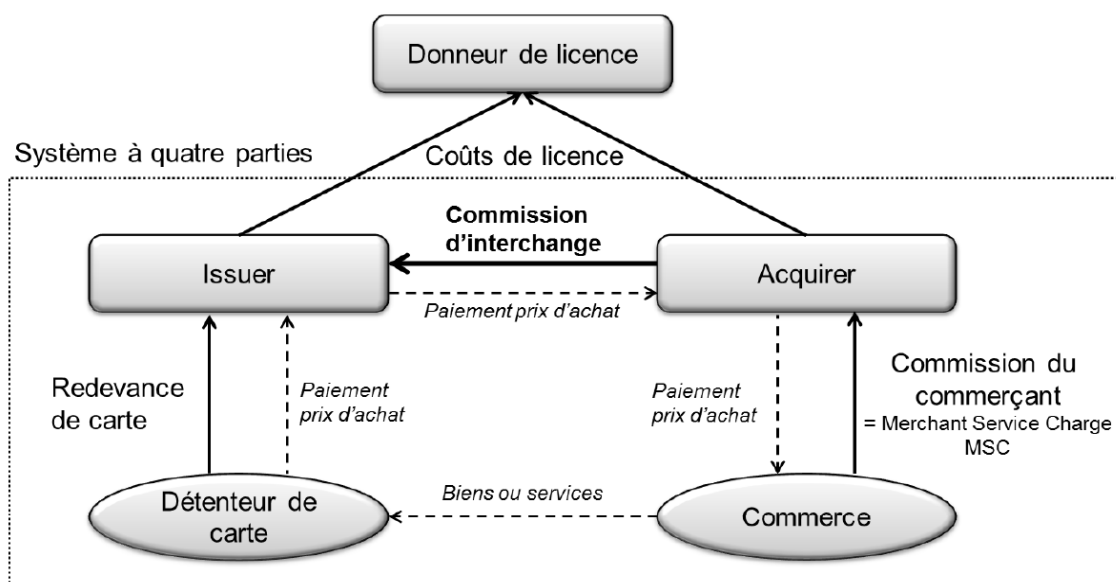 Donneur de licence
Système à quatre parties
Coûts de licence
Commission
d'interchange
Issuer
Acquirer
Paiement prix d'achat
Redevance
de carte
Paiement
prix d'achat
Paiement
prix d'achat
Commission du
commerçant
= Merchant Service Charge
MSC
Détenteur de
carte
Biens ou services
Commerce